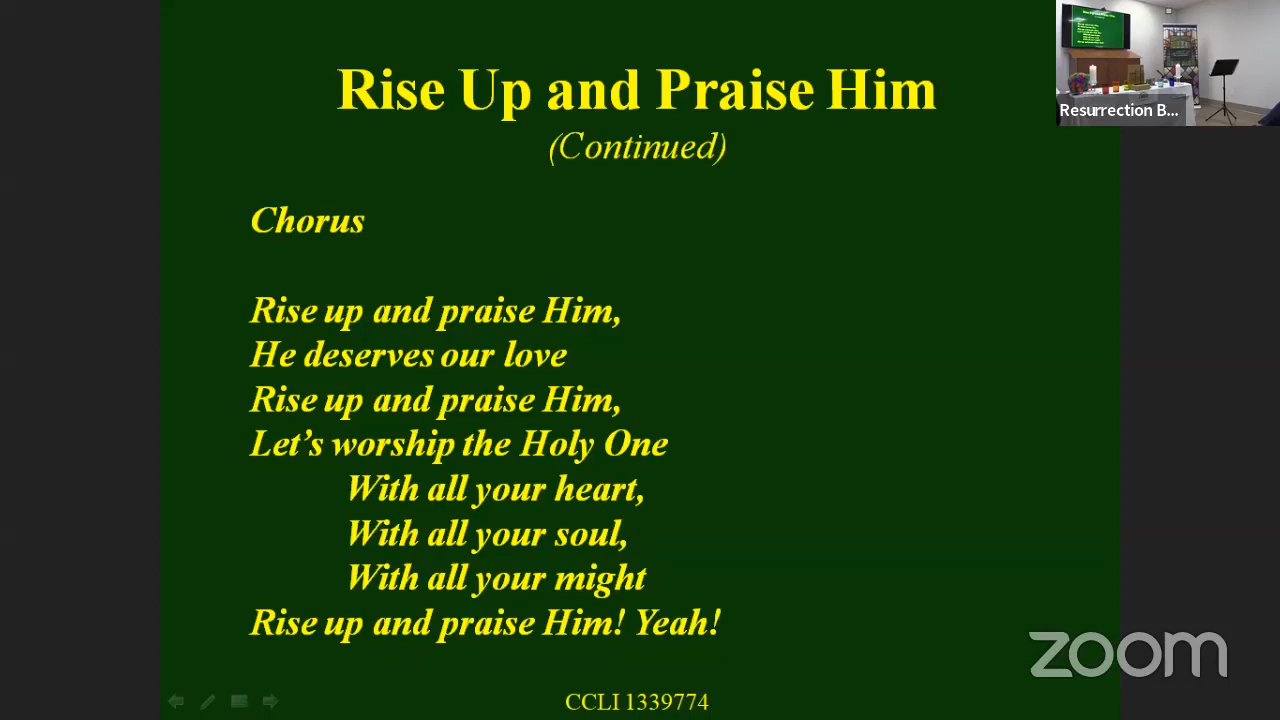 Rise Up and Praise Him
(Continued)
Chorus
Rise up and praise Him,
He deserves our love
Rise up and praise Him,
Let’s worship the Holy One
With all your heart,
With all your soul,
With all your might
Rise up and praise Him! Yeah!
CCLI 1339774
Resurrection B...
zoom